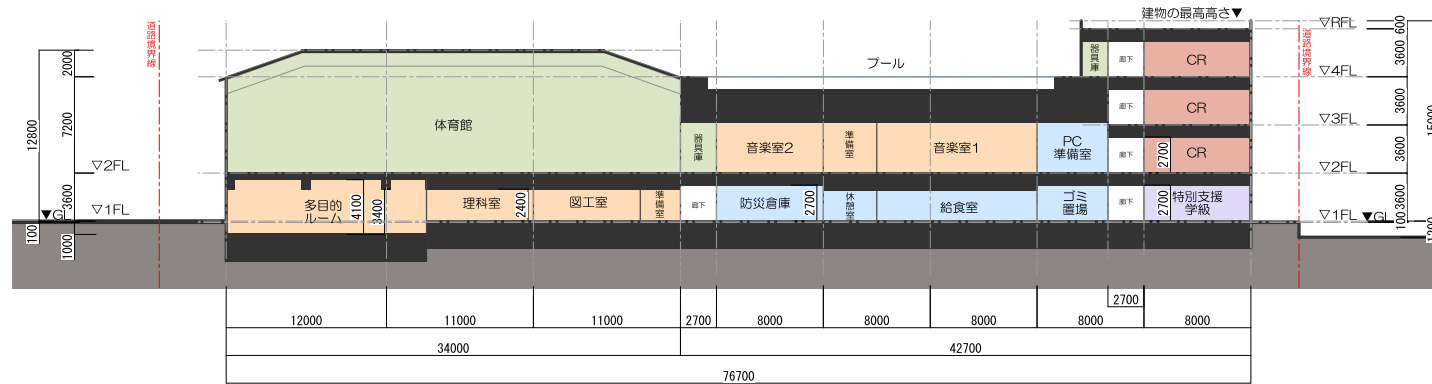 建物の最高高さ▼
▽RFL
道路境界線
道路境界線
600
2000
器具庫
廊下
CR
3600
プール
▽4FL
15000
12800
7200
体育館
廊下
CR
3600
▽3FL
器具庫
音楽室2
準備室
音楽室1
PC
準備室
廊下
2700
CR
3600
▽2FL
▽2FL
3600
多目的
ルーム
4100
3400
理科室
2400
図工室
準備室
廊下
防災倉庫
2700
休憩室
給食室
ゴミ
置場
廊下
2700
特別支援
学級
3600
▼GL
▽1FL
▽1FL
▼GL
100
100
1000
1200
2700
12000
11000
11000
2700
8000
8000
8000
8000
8000
34000
42700
76700